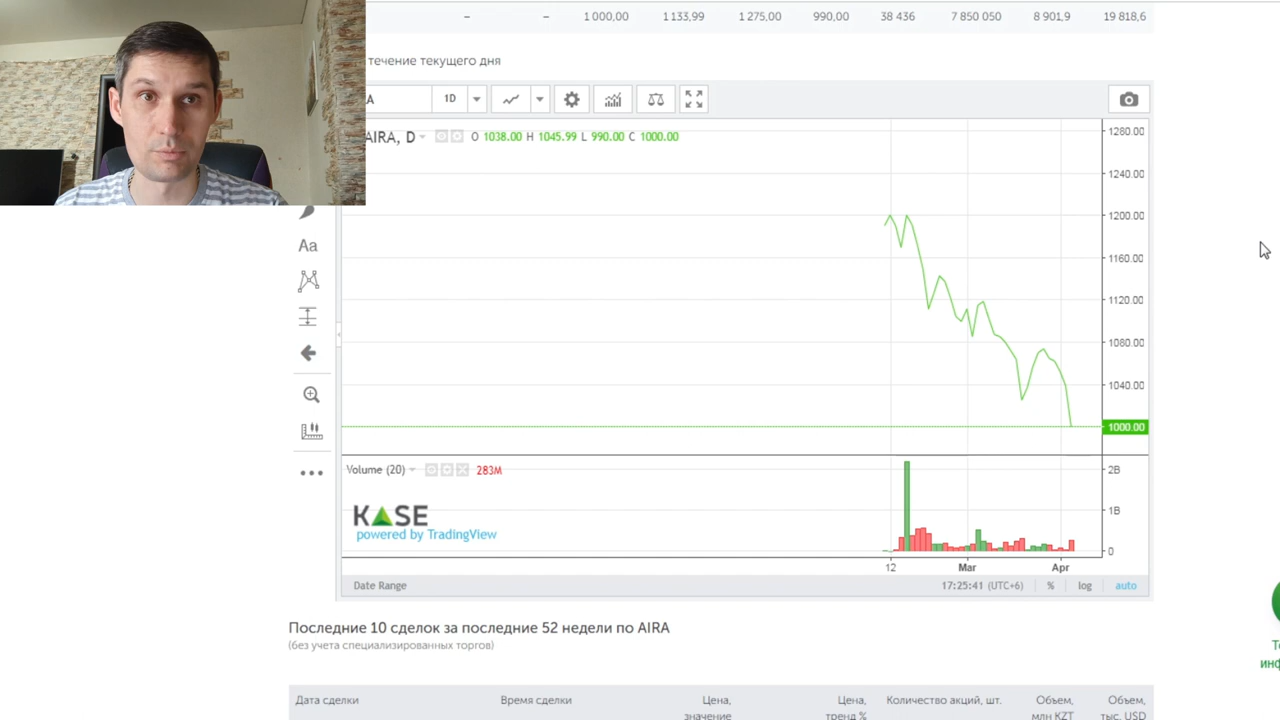 – – 1 000,00 1 133,99 1 275,00 990,00 38 436 7 850 050 8 901,9 19 818,6
течение текущего дня
A 1D
AIRA, D O 1038.00 H 1045.99 L 990.00 C 1000.00
1280.00
1240.00
1200.00
Aa
1160.00
1120.00
1080.00
1040.00
1000.00
Volume (20) 283M
2B
1B
0
KASE
powered by TradingView
12 Mar Apr
Date Range 17:25:41 (UTC+6) % log auto
Последние 10 сделок за последние 52 недели по AIRA
(без учета специализированных торгов)
Дата сделки Время сделки Цена, Цена, Количество акций, шт. Объем, Объем,
значение тренд % млн KZT тыс. USD